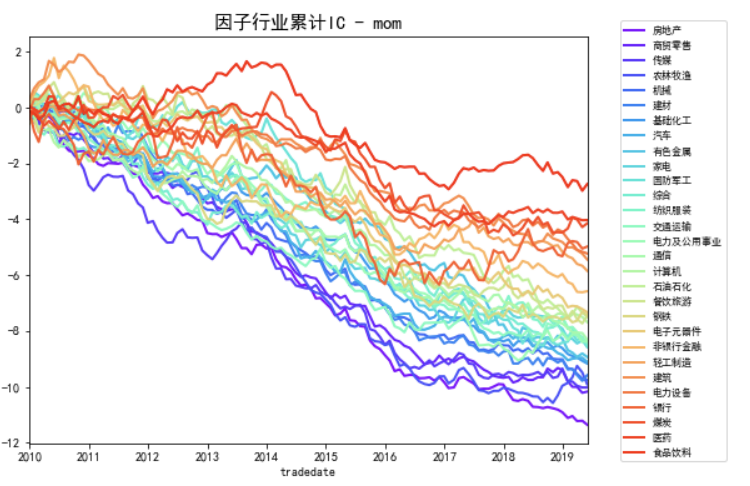 因子行业累计IC - mom
2
0
−2
−4
−6
−8
−10
−12
2010 2011 2012 2013 2014 2015 2016 2017 2018 2019
tradedate
房地产
商贸零售
传媒
农林牧渔
机械
建材
基础化工
汽车
有色金属
家电
国防军工
综合
纺织服装
交通运输
电力及公用事业
通信
计算机
石油石化
餐饮旅游
钢铁
电子元器件
非银行金融
轻工制造
建筑
电力设备
银行
煤炭
医药
食品饮料